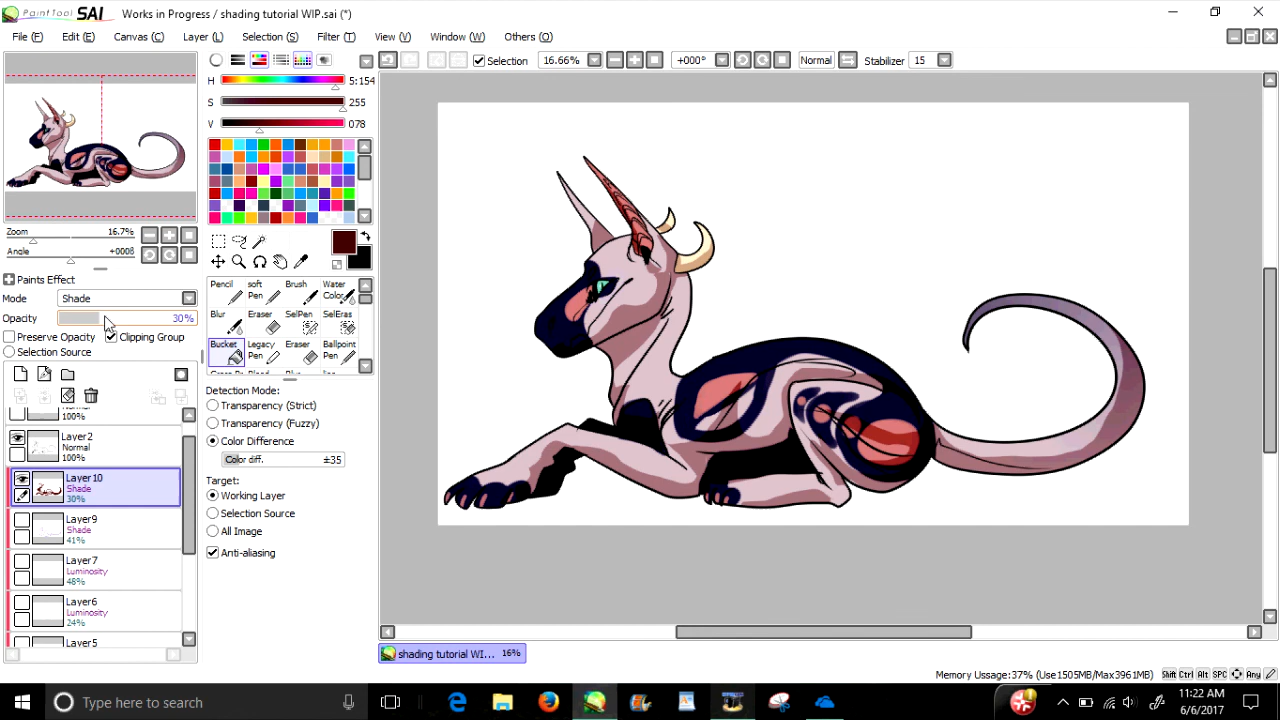 PaintTool SAI Works in Progress / shading tutorial WIP.sai (*)
File (F) Edit (E) Canvas (C) Layer (L) Selection (S) Filter (T) View (V) Window (W) Others (O)
Selection 16.66% +000° Normal Stabilizer 15
H 5:154
S 255
V 078
Zoom 16.7%
Angle +000δ
Paints Effect
Mode Shade
Opacity 30%
Preserve Opacity Clipping Group
Selection Source
Normal
100%
Layer2
Normal
100%
Layer10
Shade
30%
Layer9
Shade
41%
Layer7
Luminosity
48%
Layer6
Luminosity
24%
Layer5
Pencil soft Pen Brush Water Color
Blur Eraser SelPen SelEras
Bucket Legacy Pen Eraser Ballpoint Pen
Detection Mode:
Transparency (Strict)
Transparency (Fuzzy)
Color Difference
Color diff. ±35
Target:
Working Layer
Selection Source
All Image
Anti-aliasing
shading tutorial WI... 16%
Memory Usage:37% (Use1505MB/Max3961MB) Shift Ctrl Alt SPC Any
Type here to search
11:22 AM
6/6/2017